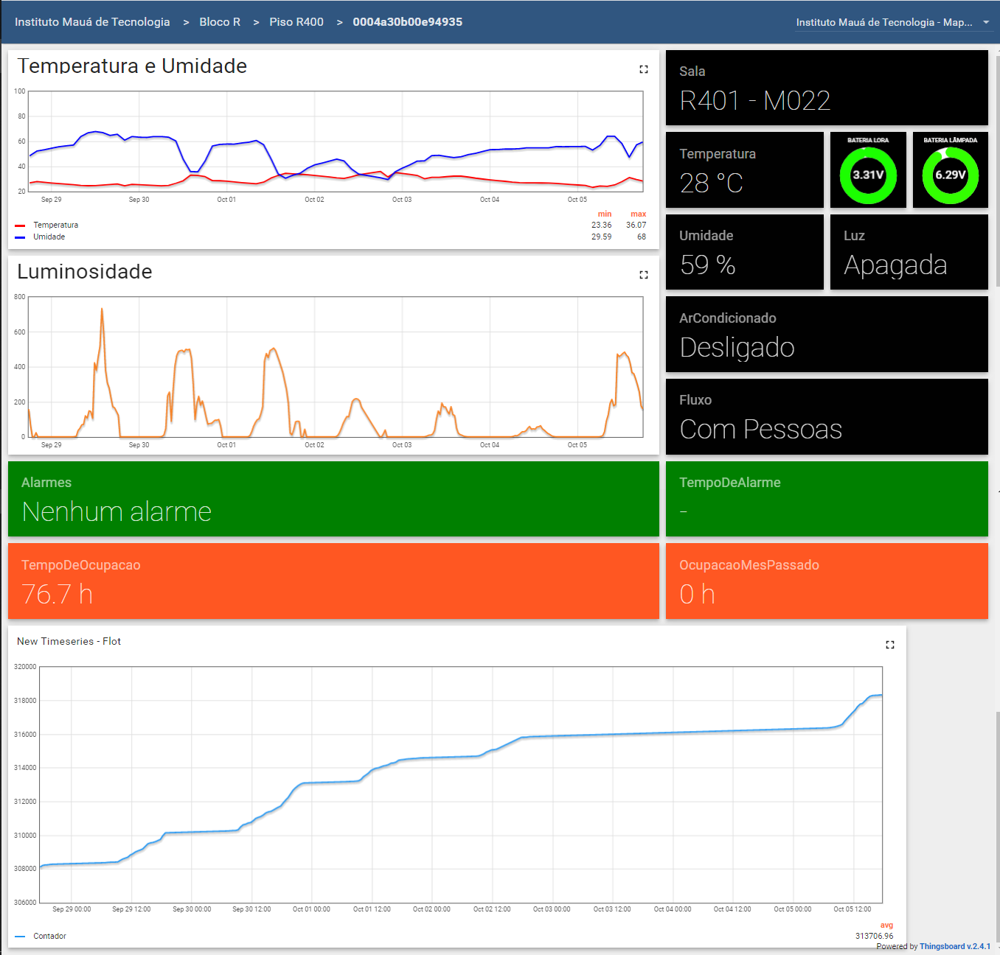 Instituto Mauá de Tecnologia > Bloco R > Piso R400 > 0004a30b00e94935
Instituto Mauá de Tecnologia - Map...
Temperatura e Umidade
100
80
60
40
20
Sep 29 Sep 30 Oct 01 Oct 02 Oct 03 Oct 04 Oct 05
min max
Temperatura 23.36 36.07
Umidade 29.59 68
Sala
R401 - M022
Temperatura
28 °C
BATERIA LORA
3.31V
BATERIA LÂMPADA
6.29V
Umidade
59 %
Luz
Apagada
Luminosidade
800
600
400
200
0
Sep 29 Sep 30 Oct 01 Oct 02 Oct 03 Oct 04 Oct 05
ArCondicionado
Desligado
Fluxo
Com Pessoas
Alarmes
Nenhum alarme
TempoDeAlarme
-
TempoDeOcupacao
76.7 h
OcupacaoMesPassado
0 h
New Timeseries - Flot
320000
318000
316000
314000
312000
310000
308000
306000
Sep 29 00:00 Sep 29 12:00 Sep 30 00:00 Sep 30 12:00 Oct 01 00:00 Oct 01 12:00 Oct 02 00:00 Oct 02 12:00 Oct 03 00:00 Oct 03 12:00 Oct 04 00:00 Oct 04 12:00 Oct 05 00:00 Oct 05 12:00
avg
Contador 313706.96
Powered by Thingsboard v.2.4.1